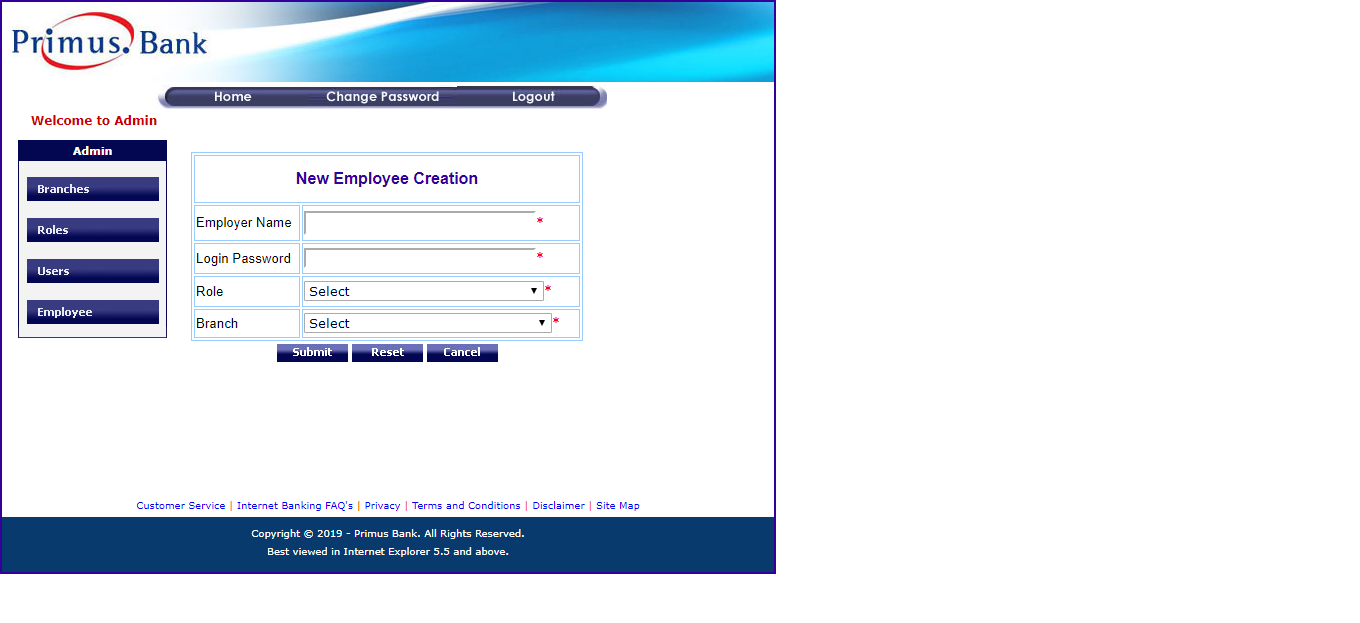 Primus. Bank
Home Change Password Logout
Welcome to Admin
Admin
Branches
Roles
Users
Employee
New Employee Creation
Employer Name *
Login Password *
Role Select *
Branch Select *
Submit Reset Cancel
Customer Service | Internet Banking FAQ's | Privacy | Terms and Conditions | Disclaimer | Site Map
Copyright © 2019 - Primus Bank. All Rights Reserved.
Best viewed in Internet Explorer 5.5 and above.